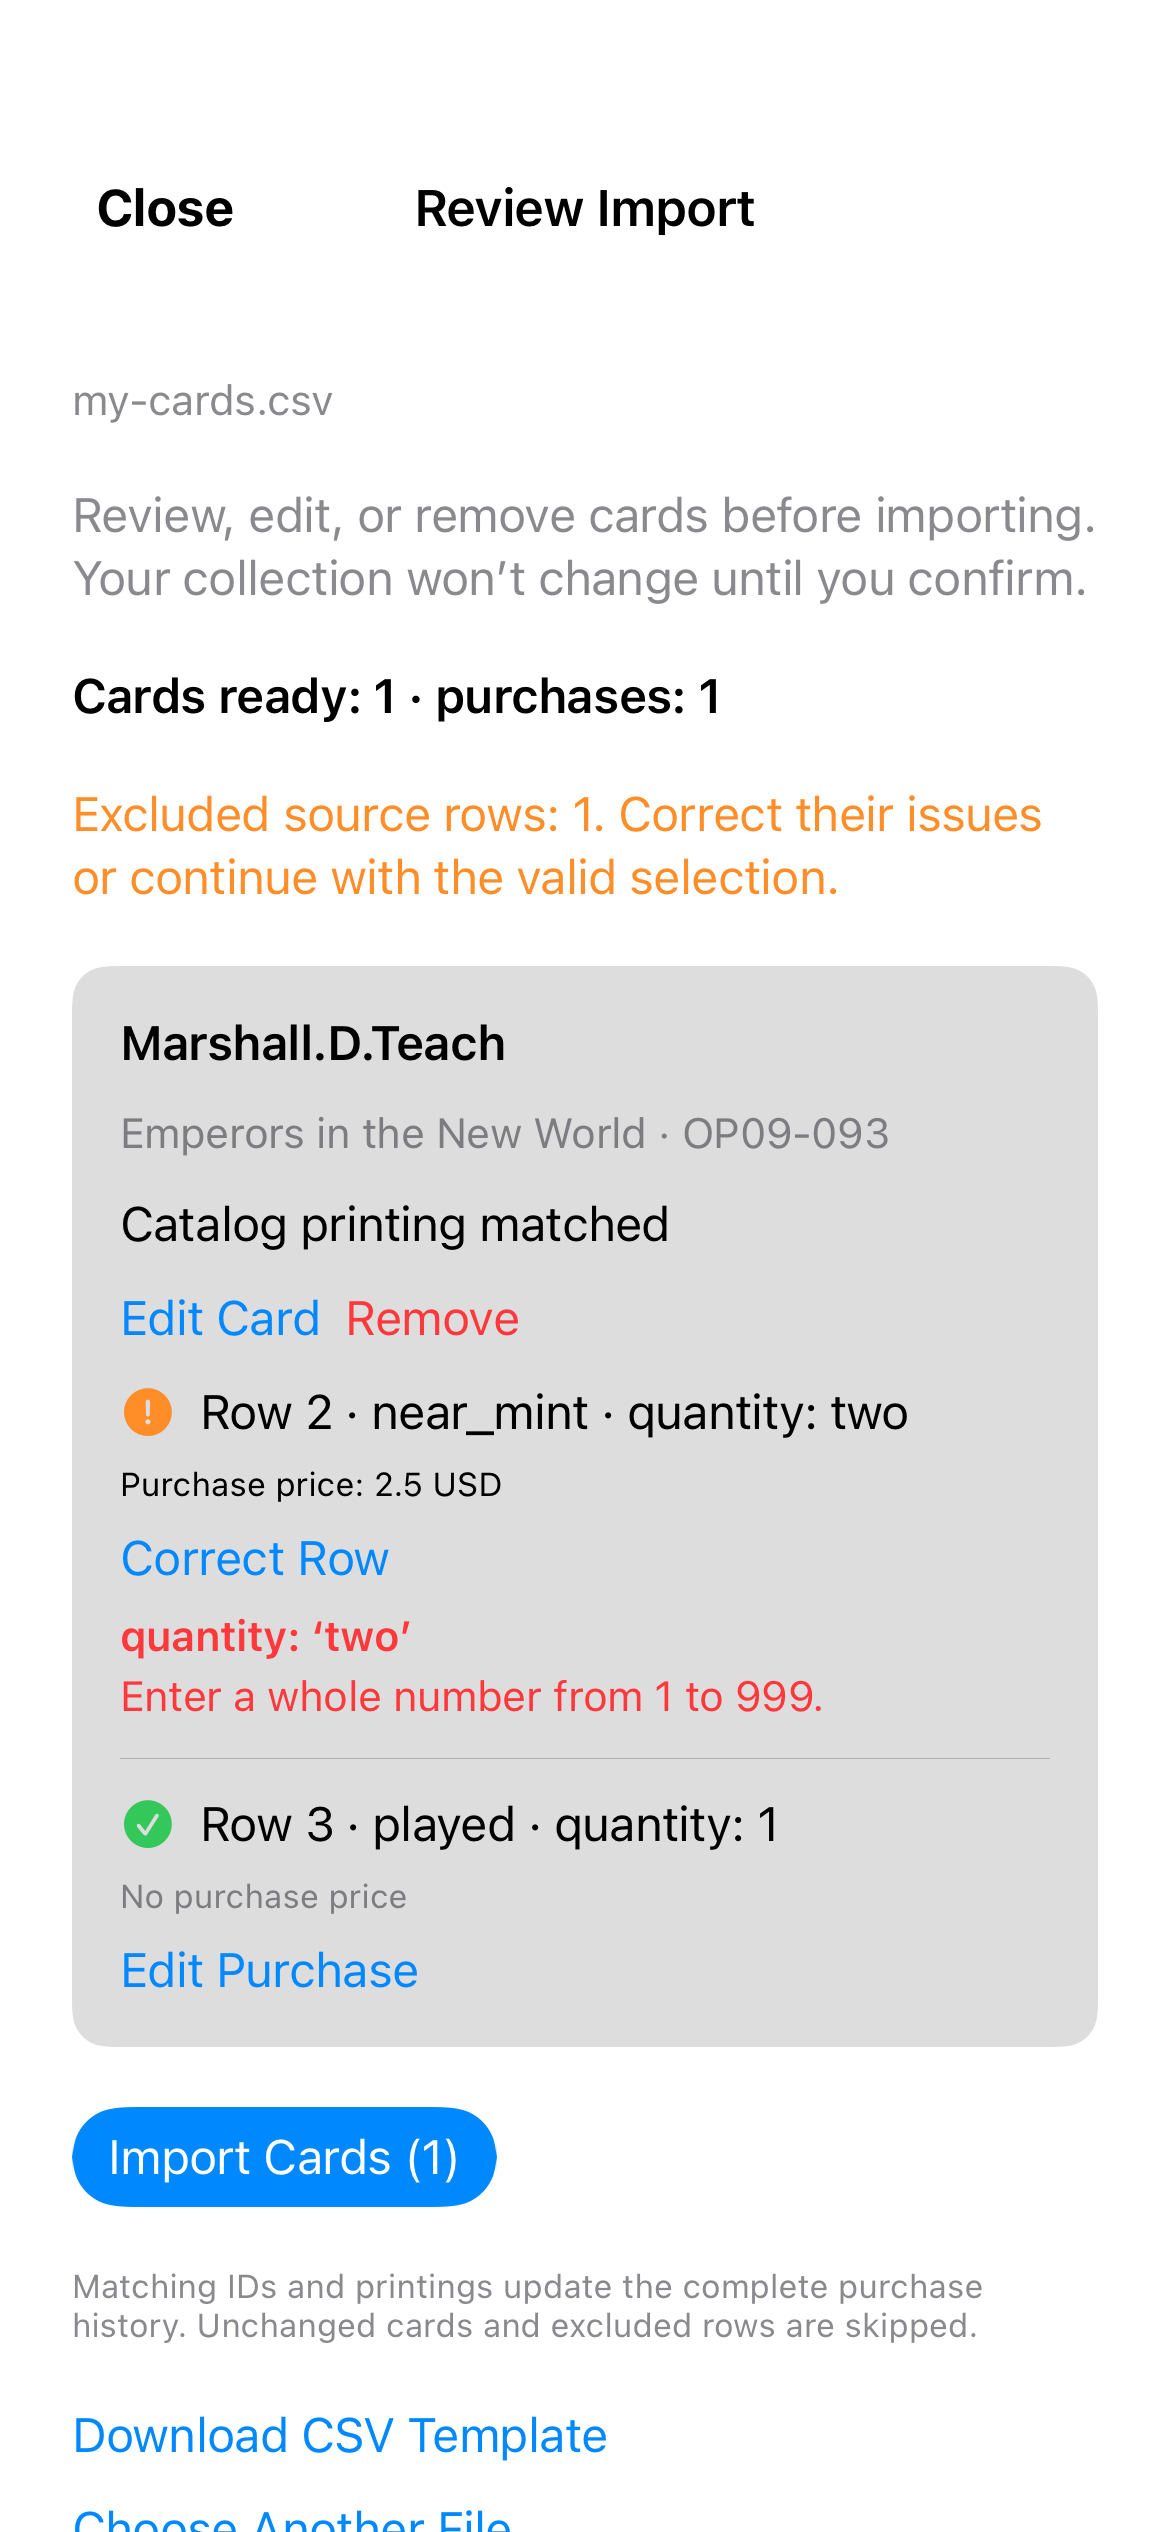 Close
Review Import
my-cards.csv
Review, edit, or remove cards before importing.
Your collection won’t change until you confirm.
Cards ready: 1 · purchases: 1
Excluded source rows: 1. Correct their issues
or continue with the valid selection.
Marshall.D.Teach
Emperors in the New World · OP09-093
Catalog printing matched
Edit Card Remove
Row 2 · near_mint · quantity: two
Purchase price: 2.5 USD
Correct Row
quantity: ‘two’
Enter a whole number from 1 to 999.
Row 3 · played · quantity: 1
No purchase price
Edit Purchase
Import Cards (1)
Matching IDs and printings update the complete purchase
history. Unchanged cards and excluded rows are skipped.
Download CSV Template
Choose Another File